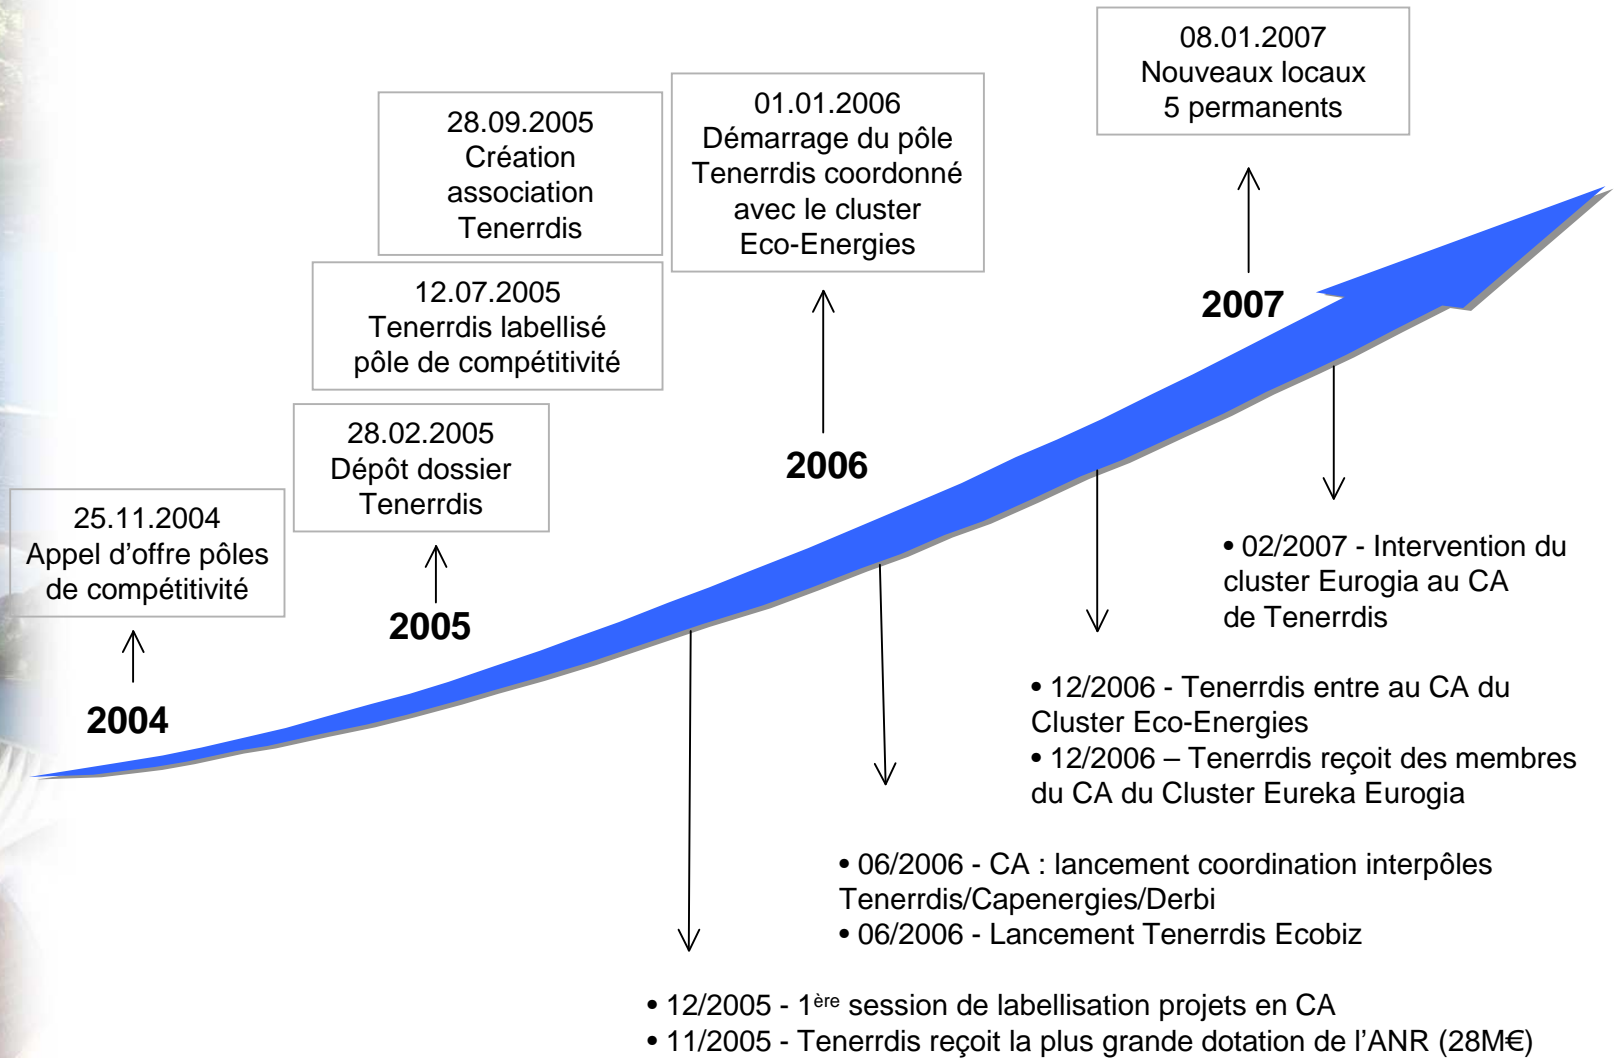 08.01.2007
Nouveaux locaux
5 permanents
01.01.2006
Démarrage du pôle
Tenerrdis coordonné
avec le cluster
Eco-Energies
28.09.2005
Création
association
Tenerrdis
12.07.2005
Tenerrdis labellisé
pôle de compétitivité
28.02.2005
Dépôt dossier
Tenerrdis
25.11.2004
Appel d’offre pôles
de compétitivité
2004
2005
2006
2007
• 02/2007 - Intervention du
cluster Eurogia au CA
de Tenerrdis
• 12/2006 - Tenerrdis entre au CA du
Cluster Eco-Energies
• 12/2006 – Tenerrdis reçoit des membres
du CA du Cluster Eureka Eurogia
• 06/2006 - CA : lancement coordination interpôles
Tenerrdis/Capenergies/Derbi
• 06/2006 - Lancement Tenerrdis Ecobiz
• 12/2005 - 1ère session de labellisation projets en CA
• 11/2005 - Tenerrdis reçoit la plus grande dotation de l’ANR (28M€)